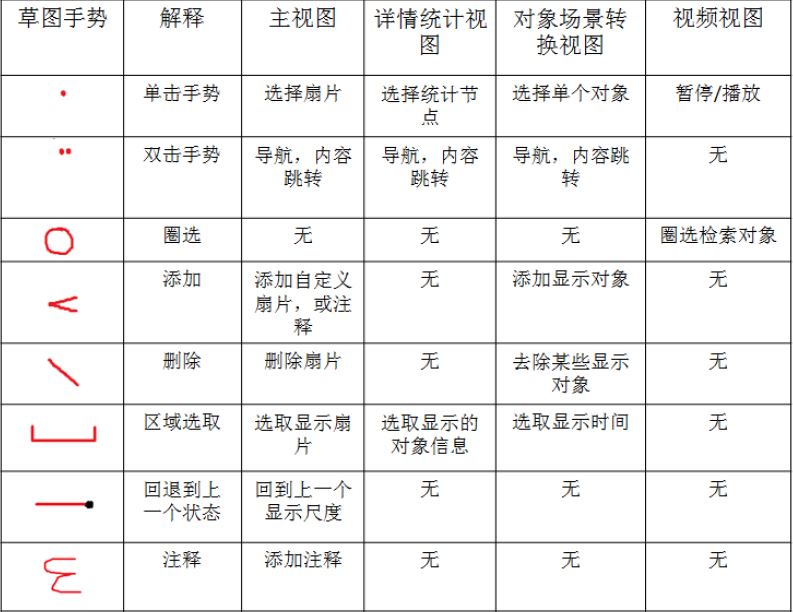 草图手势 解释 主视图 详情统计视图 对象场景转换视图 视频视图
单击手势 选择扇片 选择统计节点 选择单个对象 暂停/播放
双击手势 导航，内容跳转 导航，内容跳转 导航，内容跳转 无
圈选 无 无 无 圈选检索对象
添加 添加自定义扇片，或注释 无 添加显示对象 无
删除 删除扇片 无 去除某些显示对象 无
区域选取 选取显示扇片 选取显示的对象信息 选取显示时间 无
回退到上一个状态 回到上一个显示尺度 无 无 无
注释 添加注释 无 无 无